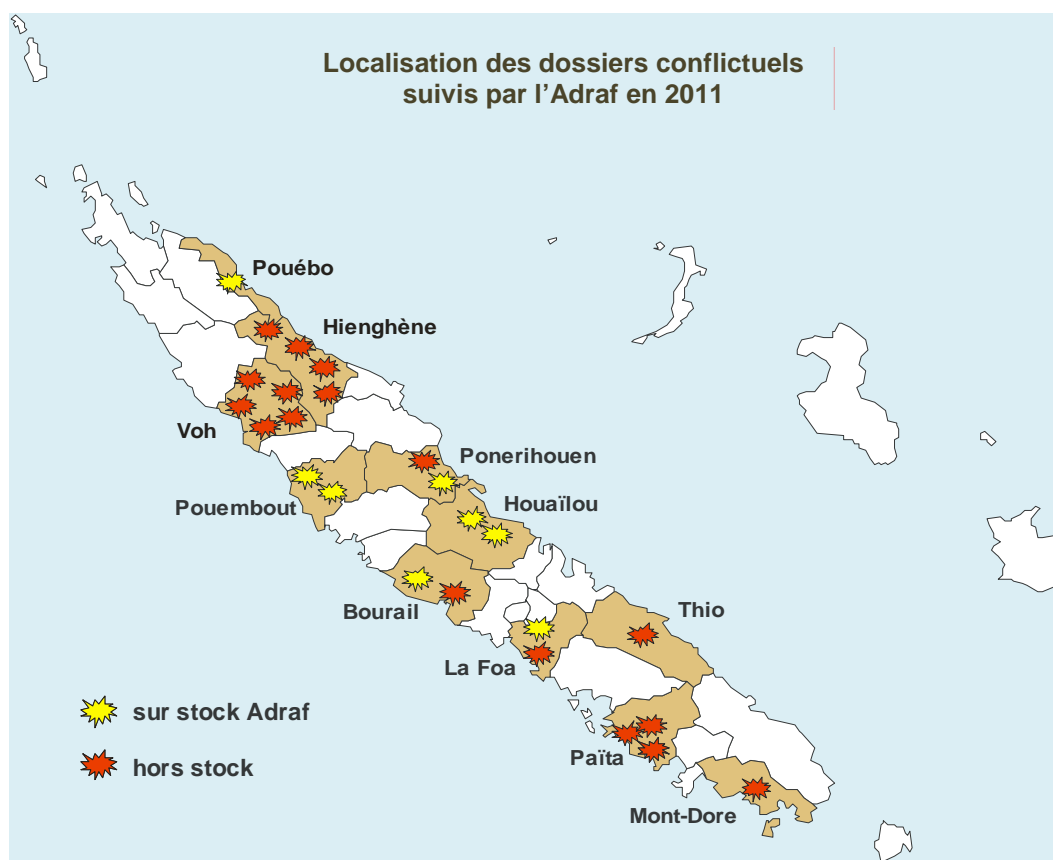 Localisation des dossiers conflictuels
suivis par l’Adraf en 2011
Pouébo
Hienghène
Voh
Ponerihouen
Pouembout
Houaïlou
Bourail
Thio
La Foa
sur stock Adraf
Païta
hors stock
Mont-Dore